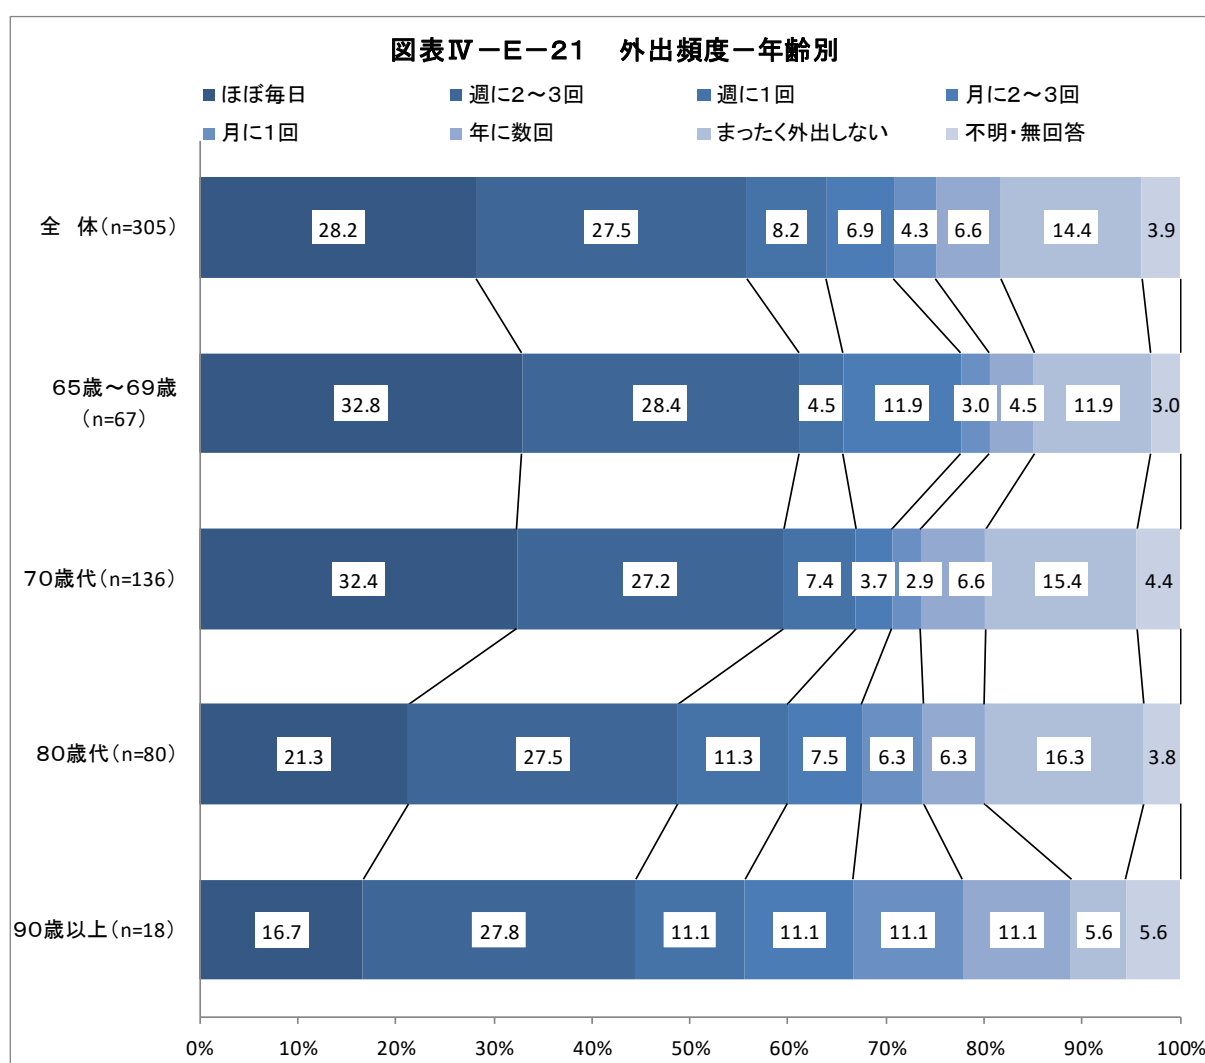 図表Ⅳ－E－21　外出頻度－年齢別
ほぼ毎日　週に２～３回　週に１回　月に２～３回
月に１回　年に数回　まったく外出しない　不明・無回答
全　体（n=305）
28.2 27.5 8.2 6.9 4.3 6.6 14.4 3.9
６５歳～６９歳
（n=67）
32.8 28.4 4.5 11.9 3.0 4.5 11.9 3.0
７０歳代（n=136）
32.4 27.2 7.4 3.7 2.9 6.6 15.4 4.4
８０歳代（n=80）
21.3 27.5 11.3 7.5 6.3 6.3 16.3 3.8
９０歳以上（n=18）
16.7 27.8 11.1 11.1 11.1 11.1 5.6 5.6
0% 10% 20% 30% 40% 50% 60% 70% 80% 90% 100%